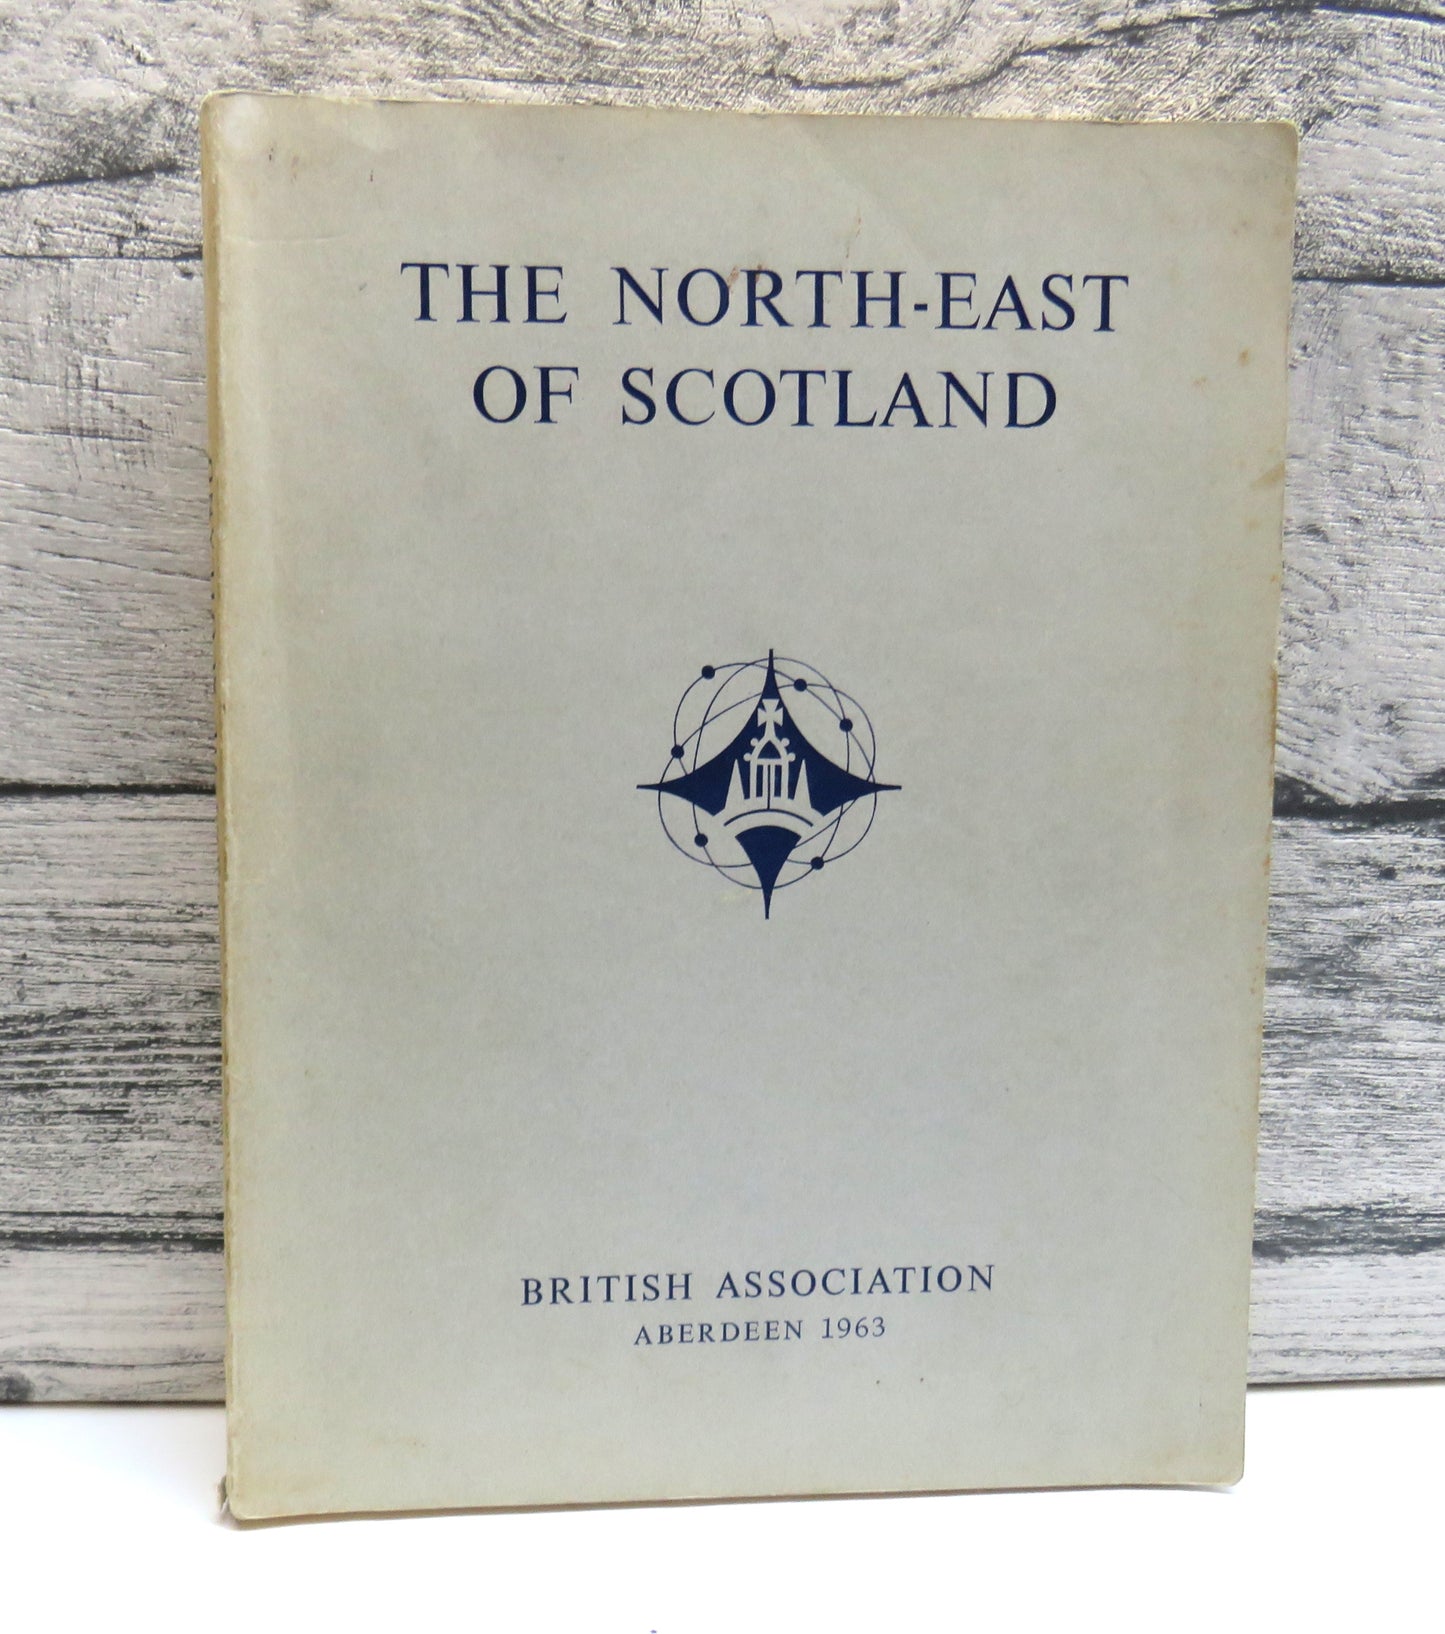 THE NORTH-EAST
OF SCOTLAND
BRITISH ASSOCIATION
ABERDEEN 1963